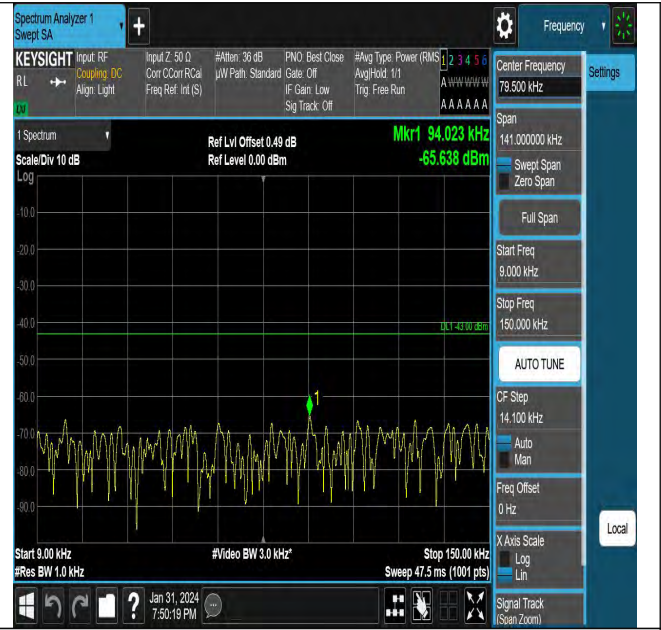 Spectrum Analyzer 1
Swept SA
+
Frequency
KEYSIGHT
RL
Input: RF
Coupling: DC
Align: Light
Input Z: 50 Ω
Corr CCorr RCal
Freq Ref: Int (S)
#Atten: 36 dB
µW Path: Standard
PNO: Best Close
Gate: Off
IF Gain: Low
Sig Track: Off
#Avg Type: Power (RMS
Avg|Hold: 1/1
Trig: Free Run
1 2 3 4 5 6
A W W W W W
A A A A A A
1 Spectrum
Scale/Div 10 dB
Log
Ref Lvl Offset 0.49 dB
Ref Level 0.00 dBm
Mkr1 94.023 kHz
-65.638 dBm
-10.0
-20.0
-30.0
-40.0
-50.0
-60.0
-70.0
-80.0
-90.0
DL1 -43.00 dBm
1
Start 9.00 kHz
#Res BW 1.0 kHz
#Video BW 3.0 kHz*
Stop 150.00 kHz
Sweep 47.5 ms (1001 pts)
?
Jan 31, 2024
7:50:19 PM
Center Frequency
79.500 kHz
Span
141.000000 kHz
Swept Span
Zero Span
Full Span
Start Freq
9.000 kHz
Stop Freq
150.000 kHz
AUTO TUNE
CF Step
14.100 kHz
Auto
Man
Freq Offset
0 Hz
X Axis Scale
Log
Lin
Signal Track
(Span Zoom)
Settings
Local